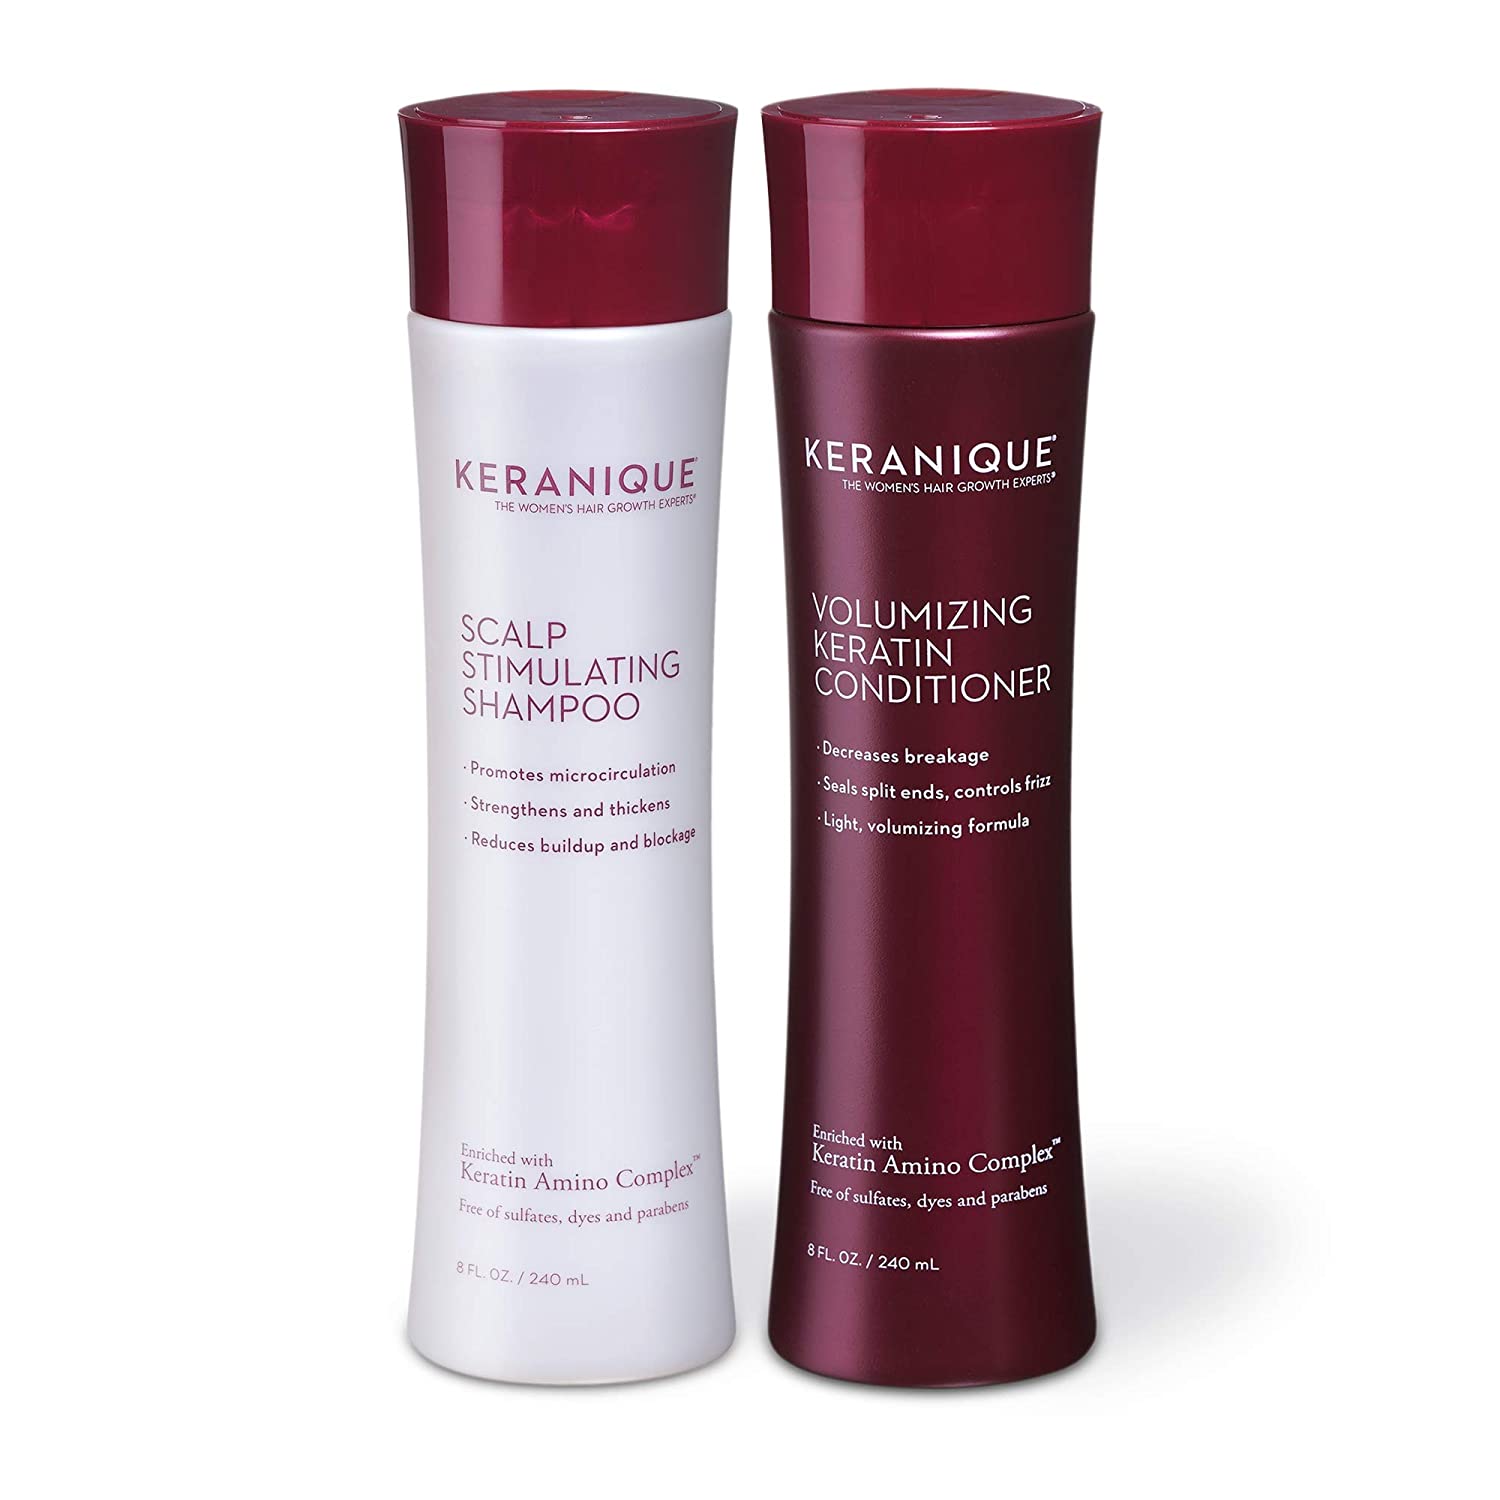 KERANIQUE®
THE WOMEN'S HAIR GROWTH EXPERTS®
SCALP
STIMULATING
SHAMPOO
· Promotes microcirculation
· Strengthens and thickens
· Reduces buildup and blockage
Enriched with
Keratin Amino Complex™
Free of sulfates, dyes and parabens
8 FL. OZ. / 240 mL
KERANIQUE®
THE WOMEN'S HAIR GROWTH EXPERTS®
VOLUMIZING
KERATIN
CONDITIONER
· Decreases breakage
· Seals split ends, controls frizz
· Light, volumizing formula
Enriched with
Keratin Amino Complex™
Free of sulfates, dyes and parabens
8 FL. OZ. / 240 mL